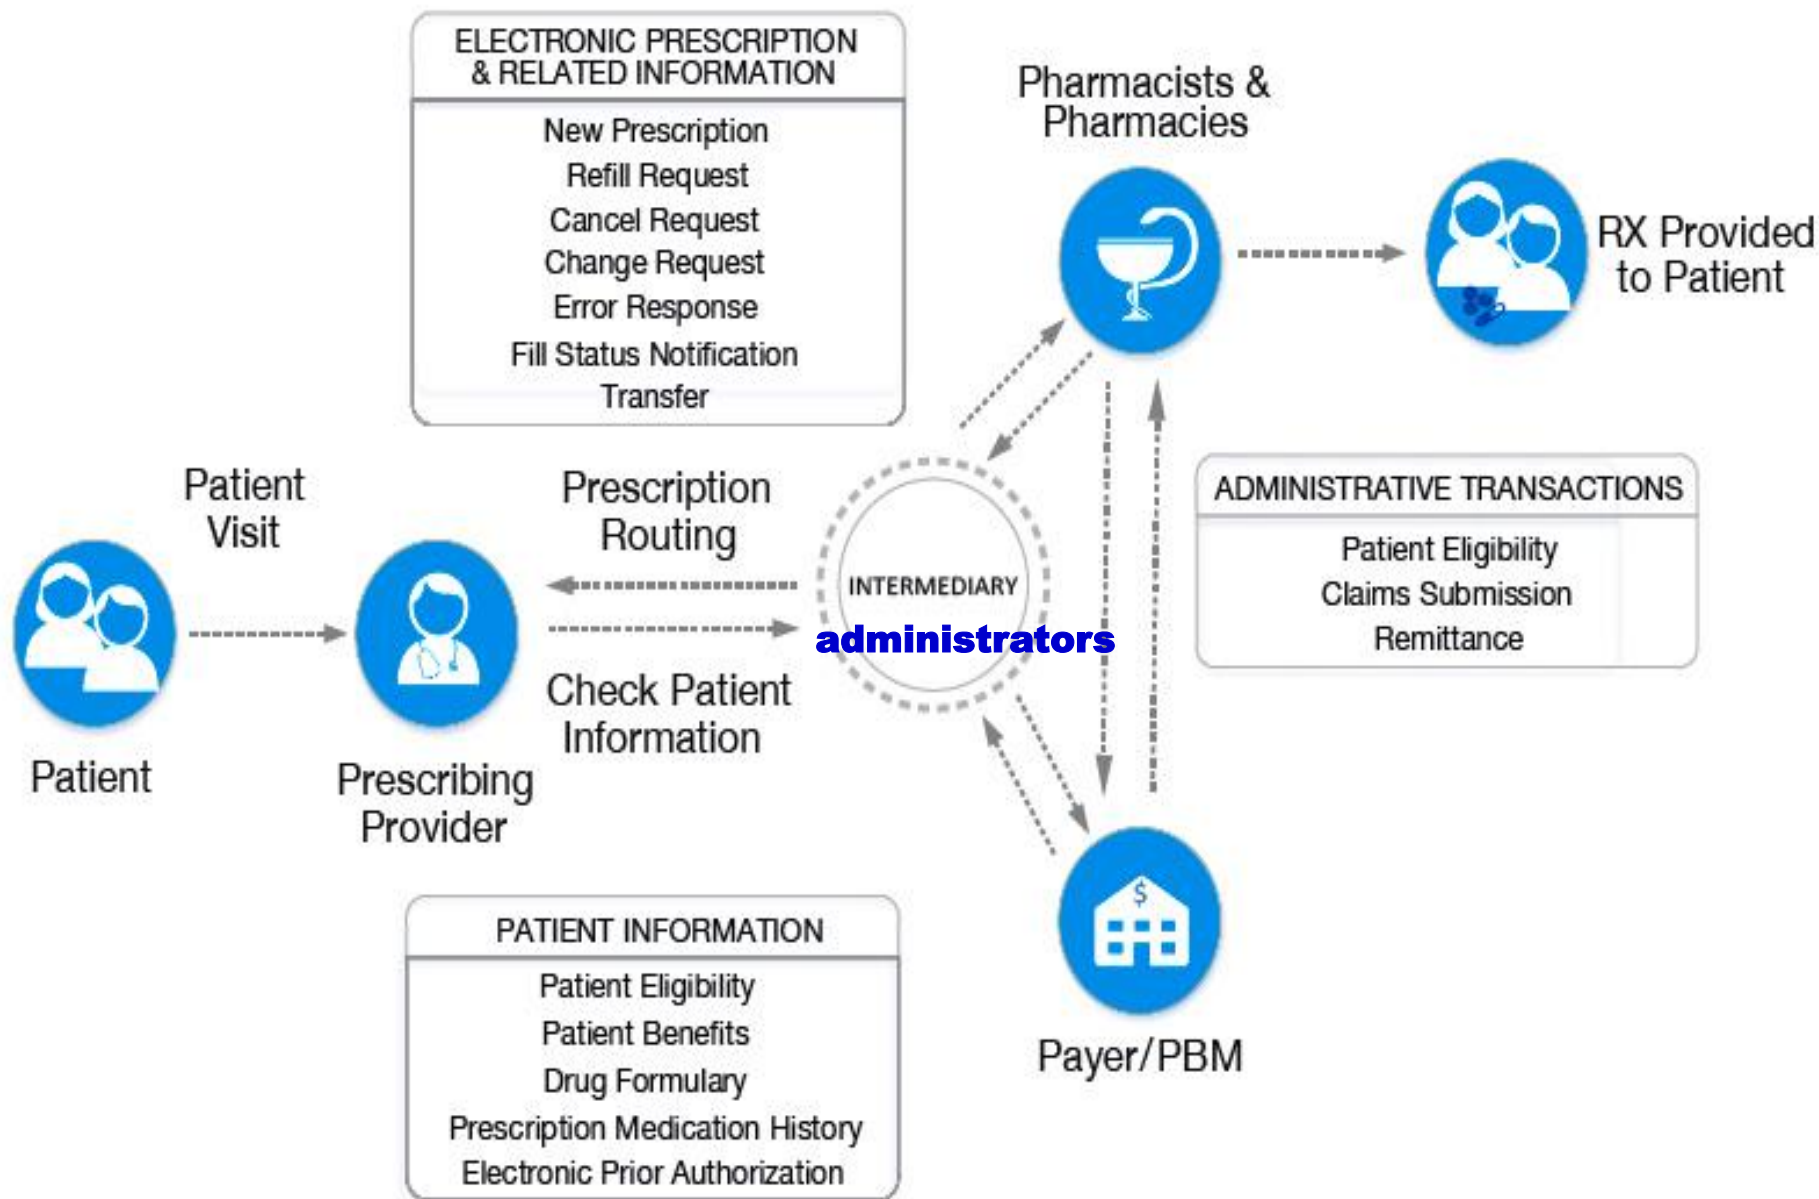 ELECTRONIC PRESCRIPTION
& RELATED INFORMATION
New Prescription
Refill Request
Cancel Request
Change Request
Error Response
Fill Status Notification
Transfer
Pharmacists &
Pharmacies
RX Provided
to Patient
Patient
Visit
Prescription
Routing
INTERMEDIARY
administrators
ADMINISTRATIVE TRANSACTIONS
Patient Eligibility
Claims Submission
Remittance
Check Patient
Information
Patient
Prescribing
Provider
$
Payer/PBM
PATIENT INFORMATION
Patient Eligibility
Patient Benefits
Drug Formulary
Prescription Medication History
Electronic Prior Authorization